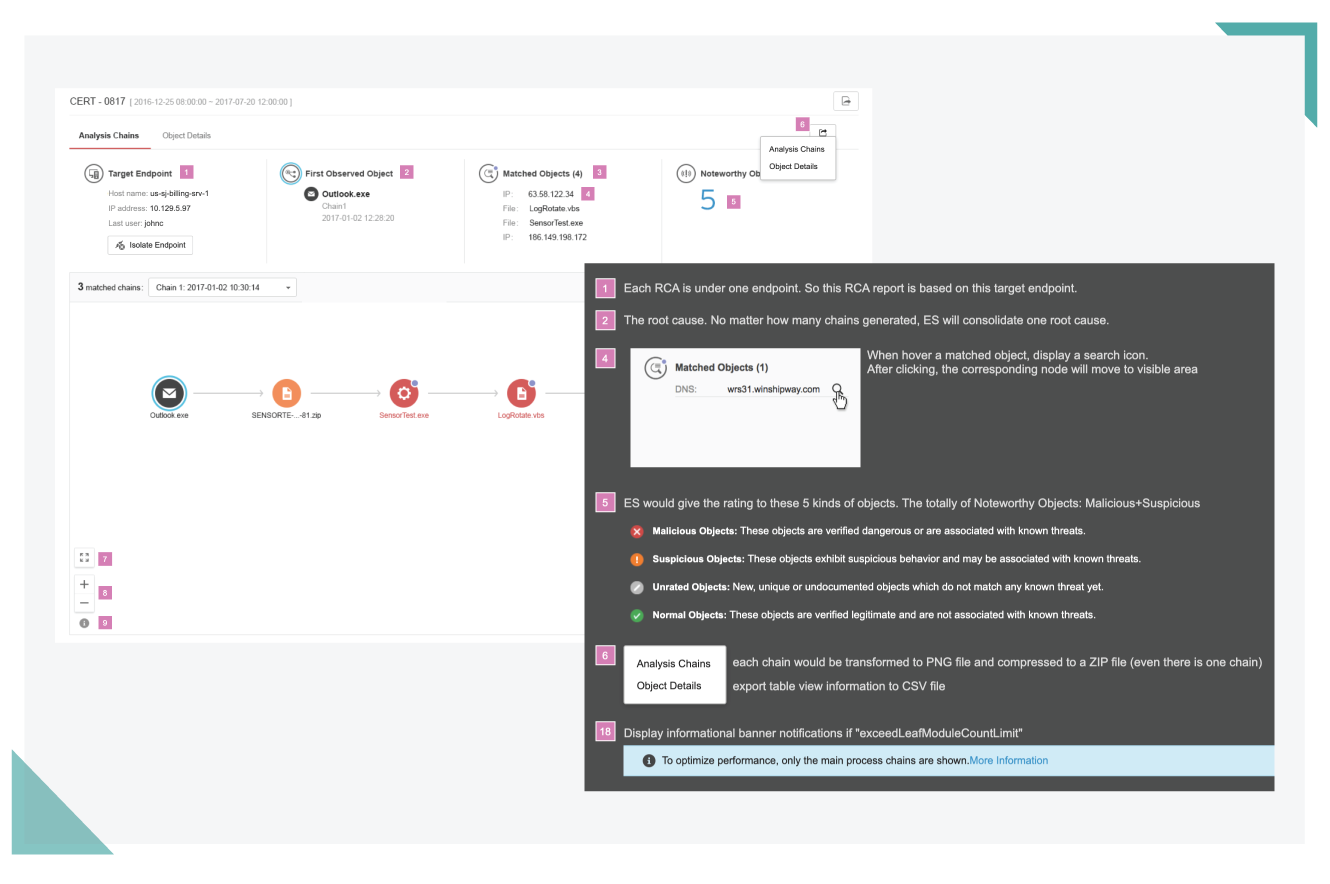 CERT - 0817 [ 2016-12-25 08:00:00 ~ 2017-07-20 12:00:00 ]
6
Analysis Chains
Object Details
Analysis Chains
Object Details
Target Endpoint 1
Host name: us-sj-billing-srv-1
IP address: 10.129.5.97
Last user: johnc
Isolate Endpoint
First Observed Object 2
Outlook.exe
Chain1
2017-01-02 12:28:20
Matched Objects (4) 3
IP: 63.58.122.34 4
File: LogRotate.vbs
File: SensorTest.exe
IP: 186.149.198.172
Noteworthy Ob
5 5
3 matched chains: Chain 1: 2017-01-02 10:30:14
Outlook.exe
SENSORTE-...-81.zip
SensorTest.exe
LogRotate.vbs
7
8
9
1 Each RCA is under one endpoint. So this RCA report is based on this target endpoint.
2 The root cause. No matter how many chains generated, ES will consolidate one root cause.
4
Matched Objects (1)
DNS: wrs31.winshipway.com
When hover a matched object, display a search icon.
After clicking, the corresponding node will move to visible area
5 ES would give the rating to these 5 kinds of objects. The totally of Noteworthy Objects: Malicious+Suspicious
Malicious Objects: These objects are verified dangerous or are associated with known threats.
Suspicious Objects: These objects exhibit suspicious behavior and may be associated with known threats.
Unrated Objects: New, unique or undocumented objects which do not match any known threat yet.
Normal Objects: These objects are verified legitimate and are not associated with known threats.
6
Analysis Chains each chain would be transformed to PNG file and compressed to a ZIP file (even there is one chain)
Object Details export table view information to CSV file
18 Display informational banner notifications if "exceedLeafModuleCountLimit"
To optimize performance, only the main process chains are shown.More Information